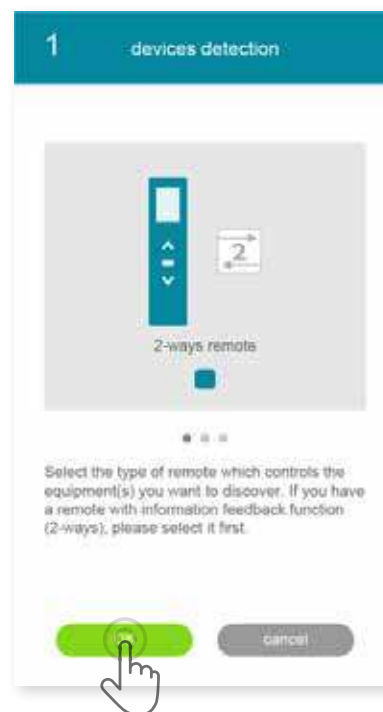 1 devices detection
2
2-ways remote
Select the type of remote which controls the
equipment(s) you want to discover. If you have
a remote with information feedback function
(2-ways), please select it first.
cancel